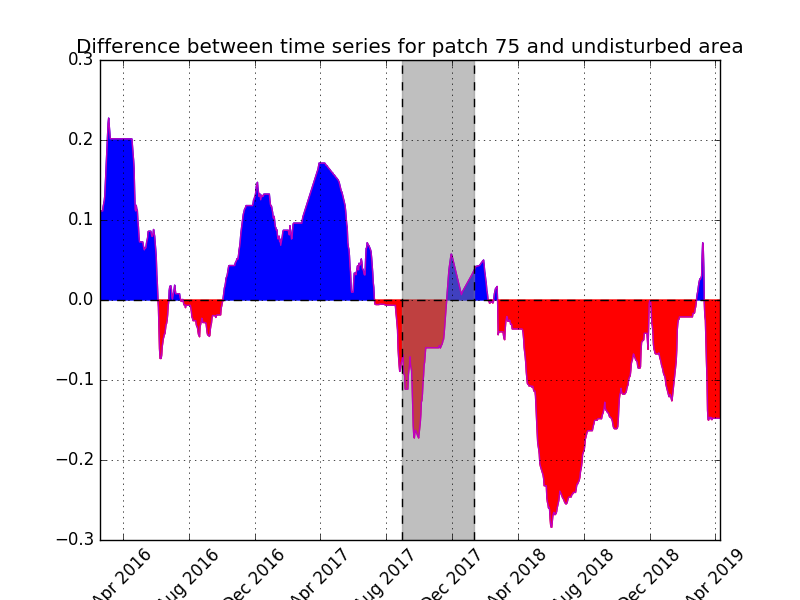 Difference between time series for patch 75 and undisturbed area
0.3
0.2
0.1
0.0
−0.1
−0.2
−0.3
Apr 2016
Aug 2016
Dec 2016
Apr 2017
Aug 2017
Dec 2017
Apr 2018
Aug 2018
Dec 2018
Apr 2019